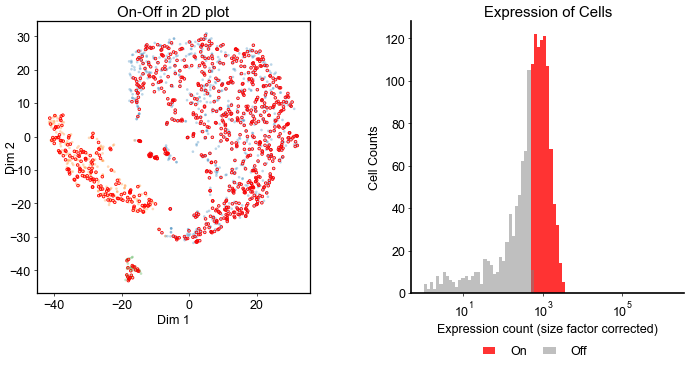 On-Off in 2D plot
Dim 2
30
20
10
0
−10
−20
−30
−40
−40 −20 0 20
Dim 1
Expression of Cells
Cell Counts
120
100
80
60
40
20
0
10^1 10^3 10^5
Expression count (size factor corrected)
On Off